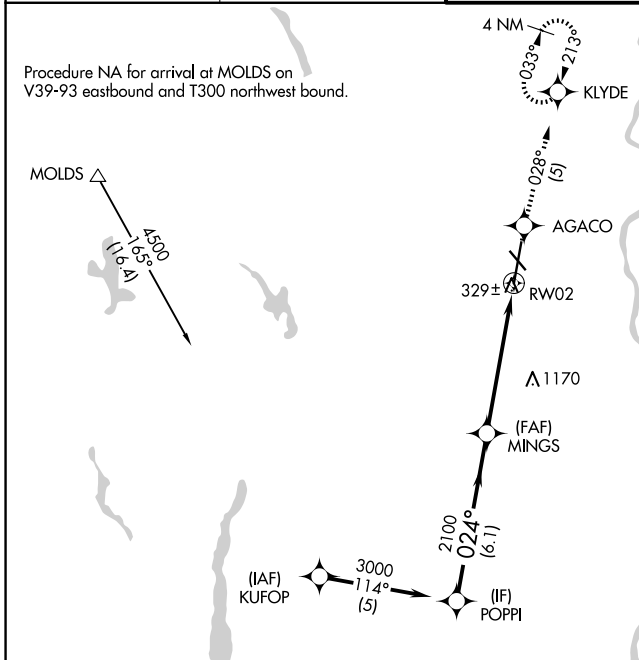 4 NM
033°
213°
KLYDE
Procedure NA for arrival at MOLDS on
V39-93 eastbound and T300 northwest bound.
MOLDS
4500
165°
(16.4)
028°
(5)
AGACO
329±
RW02
1170
(FAF)
MINGS
2100
024°
(6.1)
(IAF)
KUFOP
3000
114°
(5)
(IF)
POPPI